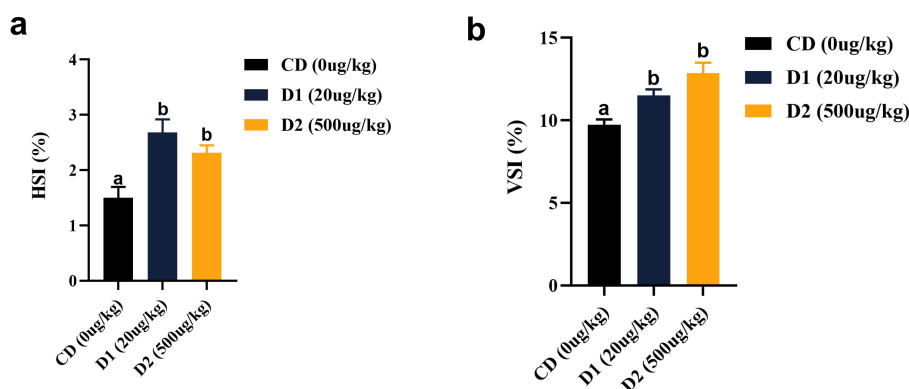 a
HSI (%)
4
3
2
1
0
a
b
b
CD (0ug/kg)
D1 (20ug/kg)
D2 (500ug/kg)
CD (0ug/kg)
D1 (20ug/kg)
D2 (500ug/kg)
b
VSI (%)
15
10
5
0
a
b
b
CD (0ug/kg)
D1 (20ug/kg)
D2 (500ug/kg)
CD (0ug/kg)
D1 (20ug/kg)
D2 (500ug/kg)